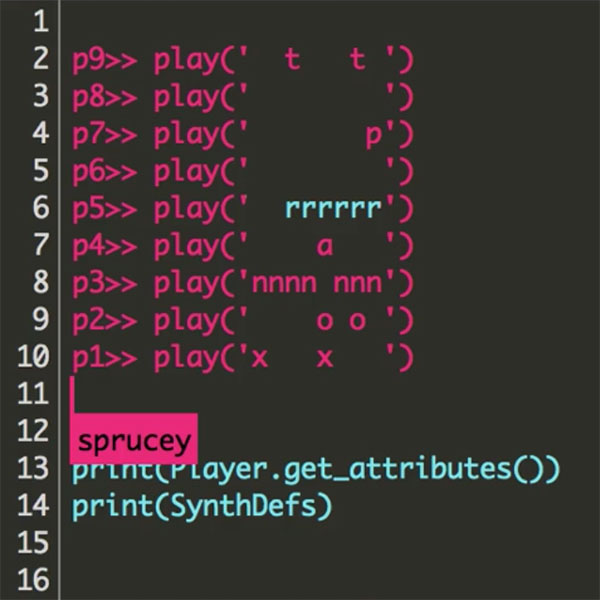 1
2 p9>> play('  t   t ')
3 p8>> play('        ')
4 p7>> play('       p')
5 p6>> play('        ')
6 p5>> play('  rrrrrr')
7 p4>> play('    a   ')
8 p3>> play('nnnn nnn')
9 p2>> play('    o o ')
10 p1>> play('x   x   ')
11
12 sprucey
13 print(Player.get_attributes())
14 print(SynthDefs)
15
16